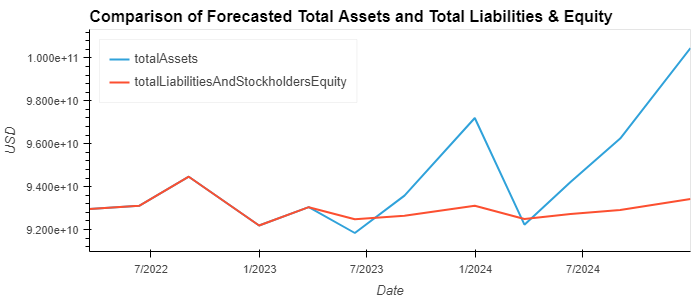 Comparison of Forecasted Total Assets and Total Liabilities & Equity
totalAssets
totalLiabilitiesAndStockholdersEquity
USD
1.000e+11
9.800e+10
9.600e+10
9.400e+10
9.200e+10
7/2022 1/2023 7/2023 1/2024 7/2024
Date